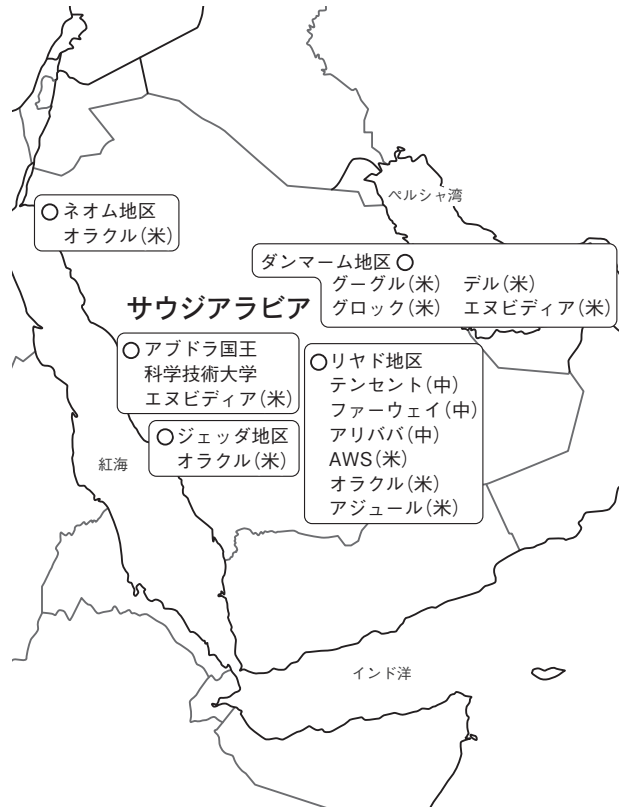 ペルシャ湾
ネオム地区
オラクル(米)
ダンマーム地区
グーグル(米) デル(米)
グロック(米) エヌビディア(米)
サウジアラビア
アブドラ国王
科学技術大学
エヌビディア(米)
リヤド地区
テンセント(中)
ファーウェイ(中)
アリババ(中)
AWS(米)
オラクル(米)
アジュール(米)
ジェッダ地区
オラクル(米)
紅海
インド洋